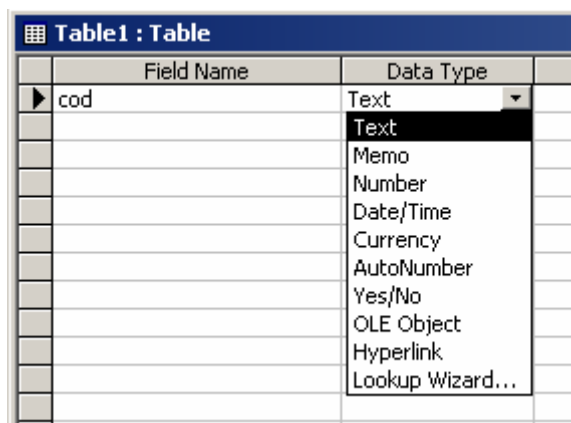 Table1 : Table
Field Name Data Type
cod Text
Text
Memo
Number
Date/Time
Currency
AutoNumber
Yes/No
OLE Object
Hyperlink
Lookup Wizard...